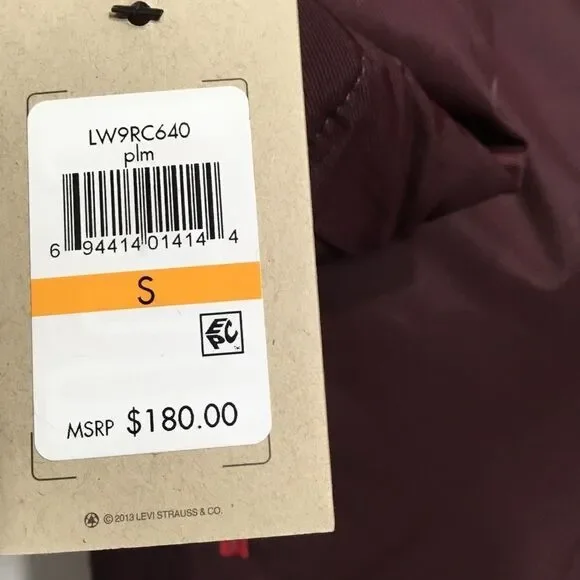 LW9RC640
plm
6 94414 01414 4
S
EPC
MSRP $180.00
© 2013 LEVI STRAUSS & CO.